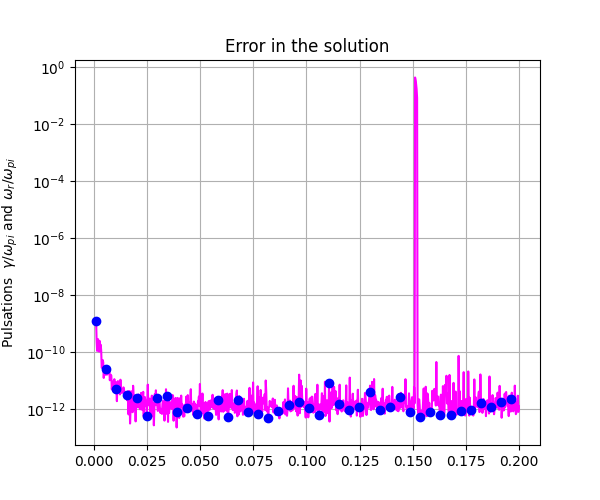 Error in the solution
Pulsations γ/ω_pi and ω_r/ω_pi
10^0
10^−2
10^−4
10^−6
10^−8
10^−10
10^−12
0.000 0.025 0.050 0.075 0.100 0.125 0.150 0.175 0.200